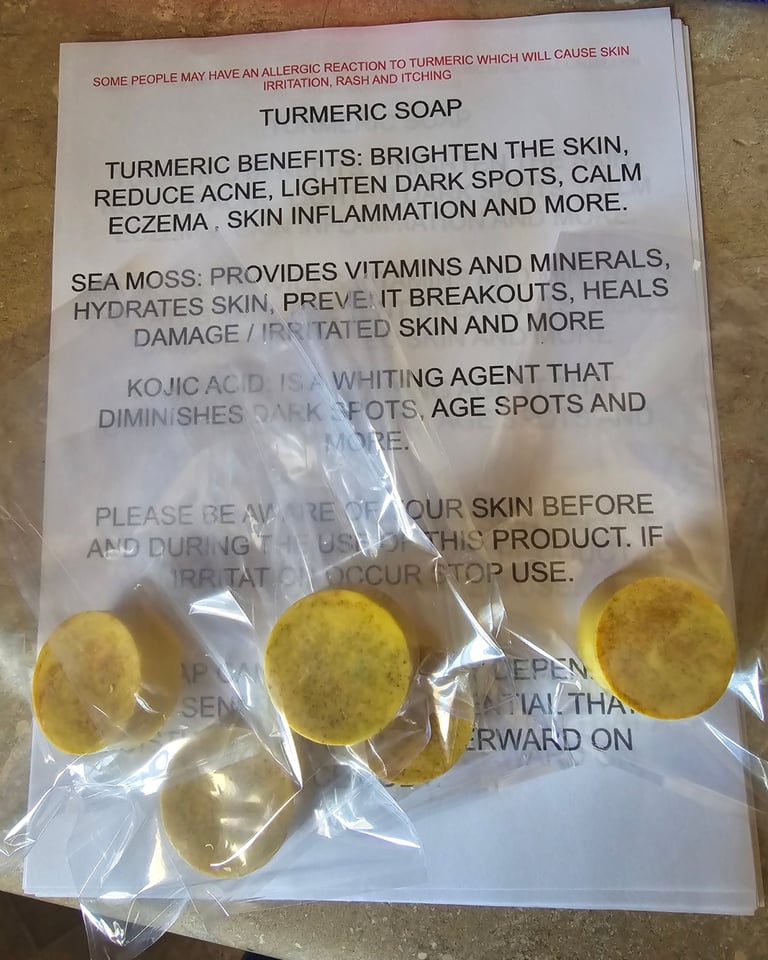 SOME PEOPLE MAY HAVE AN ALLERGIC REACTION TO TURMERIC WHICH WILL CAUSE SKIN
IRRITATION, RASH AND ITCHING
TURMERIC SOAP
TURMERIC BENEFITS: BRIGHTEN THE SKIN,
REDUCE ACNE, LIGHTEN DARK SPOTS, CALM
ECZEMA , SKIN INFLAMMATION AND MORE.
SEA MOSS: PROVIDES VITAMINS AND MINERALS,
HYDRATES SKIN, PREVENT BREAKOUTS, HEALS
DAMAGE / IRRITATED SKIN AND MORE
KOJIC ACID: IS A WHITING AGENT THAT
DIMINISHES DARK SPOTS, AGE SPOTS AND
MORE.
PLEASE BE AWARE OF YOUR SKIN BEFORE
AND DURING THE USE OF THIS PRODUCT. IF
IRRITATION OCCUR STOP USE.
THAT
ON